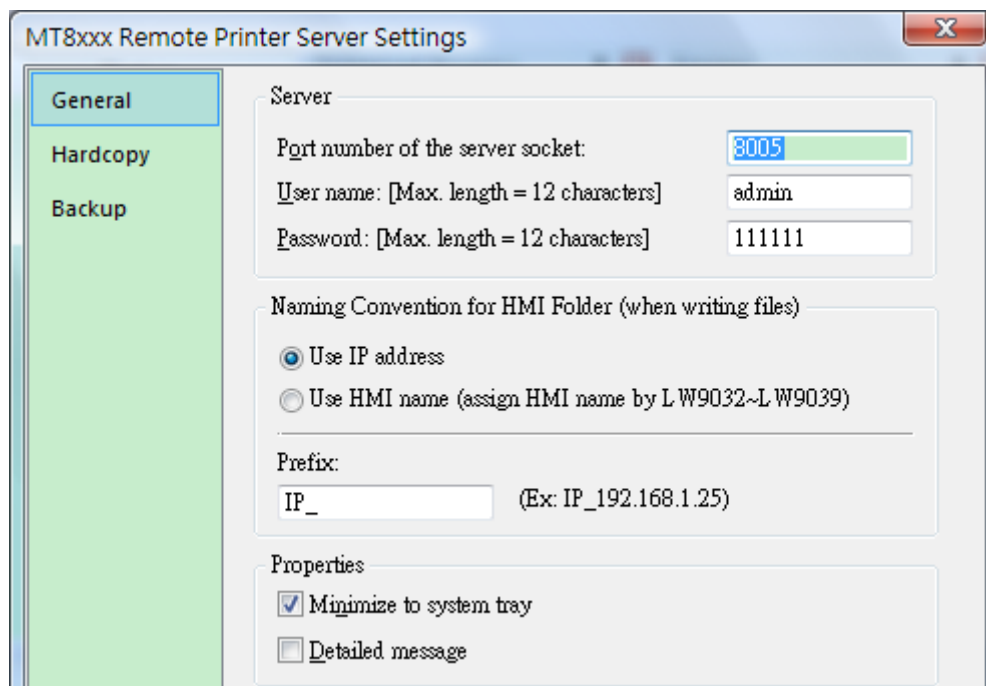 MT8xxx Remote Printer Server Settings
General
Hardcopy
Backup
Server
Port number of the server socket: 8005
User name: [Max. length = 12 characters] admin
Password: [Max. length = 12 characters] 111111
Naming Convention for HMI Folder (when writing files)
Use IP address
Use HMI name (assign HMI name by LW9032~LW9039)
Prefix:
IP_ (Ex: IP_192.168.1.25)
Properties
Minimize to system tray
Detailed message